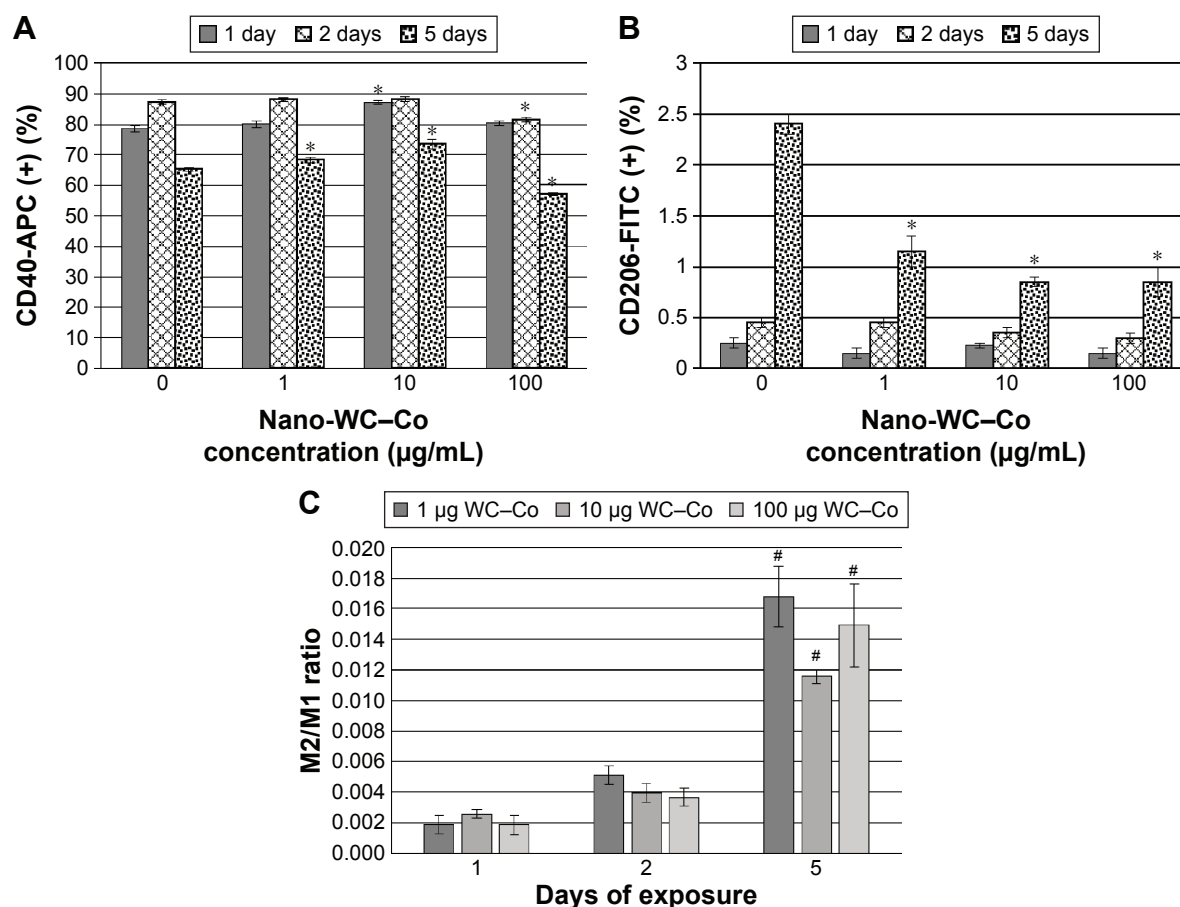 A
1 day 2 days 5 days
CD40-APC (+) (%)
100
90
80
70
60
50
40
30
20
10
0
*
*
*
*
*
0 1 10 100
Nano-WC–Co
concentration (µg/mL)
B
1 day 2 days 5 days
CD206-FITC (+) (%)
3
2.5
2
1.5
1
0.5
0
*
*
*
0 1 10 100
Nano-WC–Co
concentration (µg/mL)
C
1 µg WC–Co 10 µg WC–Co 100 µg WC–Co
M2/M1 ratio
0.020
0.018
0.016
0.014
0.012
0.010
0.008
0.006
0.004
0.002
0.000
#
#
#
1 2 5
Days of exposure